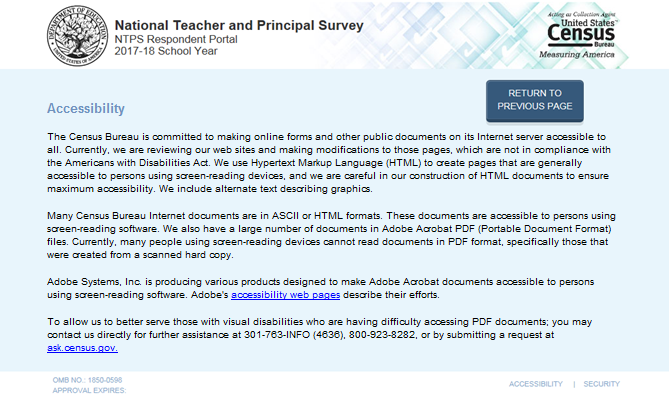 National Teacher and Principal Survey
NTPS Respondent Portal
2017-18 School Year
DEPARTMENT OF EDUCATION
UNITED STATES OF AMERICA
Acting as Collection Agent
United States™
Census
Bureau
Measuring America
RETURN TO
PREVIOUS PAGE
Accessibility
The Census Bureau is committed to making online forms and other public documents on its Internet server accessible to
all. Currently, we are reviewing our web sites and making modifications to those pages, which are not in compliance with
the Americans with Disabilities Act. We use Hypertext Markup Language (HTML) to create pages that are generally
accessible to persons using screen-reading devices, and we are careful in our construction of HTML documents to ensure
maximum accessibility. We include alternate text describing graphics.
Many Census Bureau Internet documents are in ASCII or HTML formats. These documents are accessible to persons using
screen-reading software. We also have a large number of documents in Adobe Acrobat PDF (Portable Document Format)
files. Currently, many people using screen-reading devices cannot read documents in PDF format, specifically those that
were created from a scanned hard copy.
Adobe Systems, Inc. is producing various products designed to make Adobe Acrobat documents accessible to persons
using screen-reading software. Adobe's accessibility web pages describe their efforts.
To allow us to better serve those with visual disabilities who are having difficulty accessing PDF documents; you may
contact us directly for further assistance at 301-763-INFO (4636), 800-923-8282, or by submitting a request at
ask.census.gov.
OMB NO.: 1850-0598
APPROVAL EXPIRES:
ACCESSIBILITY | SECURITY